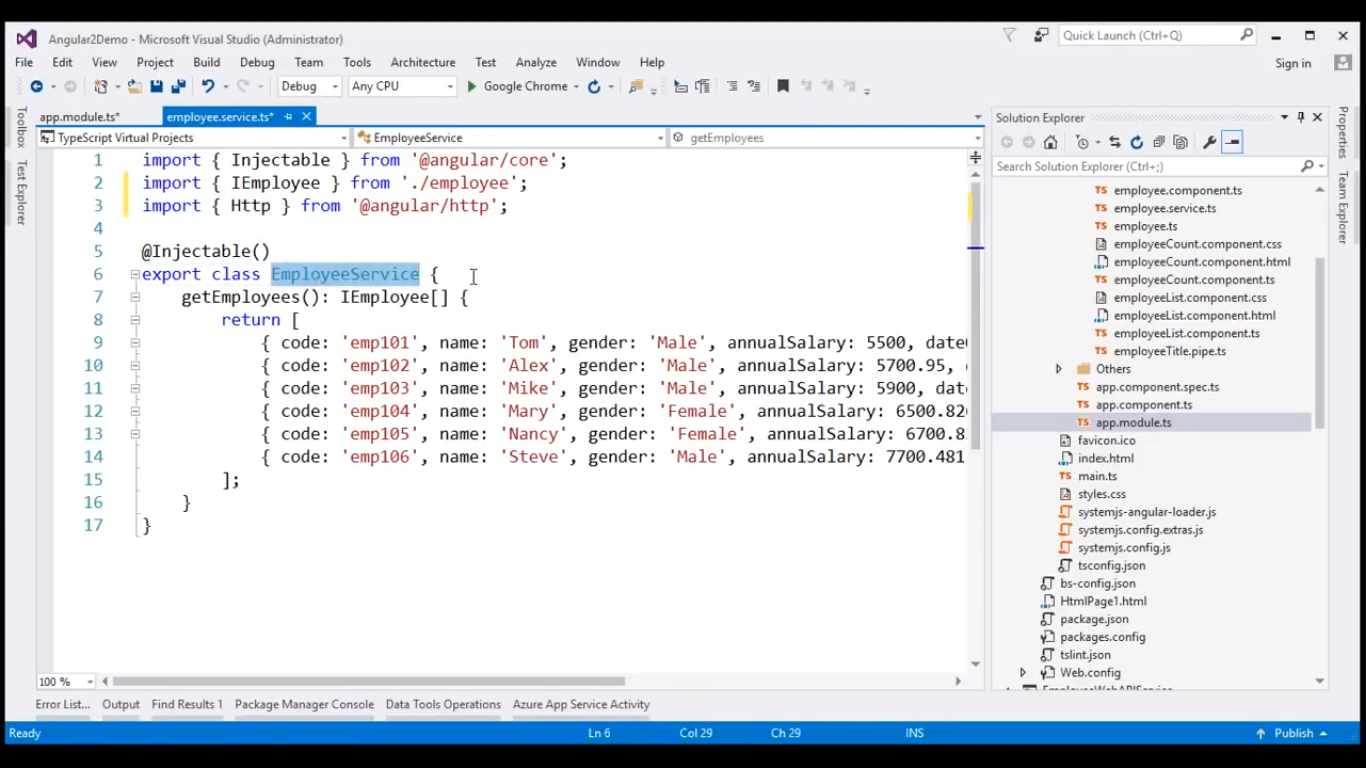 Angular2Demo - Microsoft Visual Studio (Administrator)
Quick Launch (Ctrl+Q)
File Edit View Project Build Debug Team Tools Architecture Test Analyze Window Help
Sign in
Debug Any CPU Google Chrome
Toolbox
Test Explorer
app.module.ts* employee.service.ts*
TypeScript Virtual Projects EmployeeService getEmployees
1 import { Injectable } from '@angular/core';
2 import { IEmployee } from './employee';
3 import { Http } from '@angular/http';
4
5 @Injectable()
6 export class EmployeeService {
7 getEmployees(): IEmployee[] {
8 return [
9 { code: 'emp101', name: 'Tom', gender: 'Male', annualSalary: 5500, date
10 { code: 'emp102', name: 'Alex', gender: 'Male', annualSalary: 5700.95,
11 { code: 'emp103', name: 'Mike', gender: 'Male', annualSalary: 5900, dat
12 { code: 'emp104', name: 'Mary', gender: 'Female', annualSalary: 6500.826
13 { code: 'emp105', name: 'Nancy', gender: 'Female', annualSalary: 6700.8
14 { code: 'emp106', name: 'Steve', gender: 'Male', annualSalary: 7700.481
15 ];
16 }
17 }
100 %
Solution Explorer
Search Solution Explorer (Ctrl+;)
employee.component.ts
employee.service.ts
employee.ts
employeeCount.component.css
employeeCount.component.html
employeeCount.component.ts
employeeList.component.css
employeeList.component.html
employeeList.component.ts
employeeTitle.pipe.ts
Others
app.component.spec.ts
app.component.ts
app.module.ts
favicon.ico
index.html
main.ts
styles.css
systemjs-angular-loader.js
systemjs.config.extras.js
systemjs.config.js
tsconfig.json
bs-config.json
HtmlPage1.html
package.json
packages.config
tslint.json
Web.config
Properties
Team Explorer
Error List... Output Find Results 1 Package Manager Console Data Tools Operations Azure App Service Activity
Ready Ln 6 Col 29 Ch 29 INS Publish